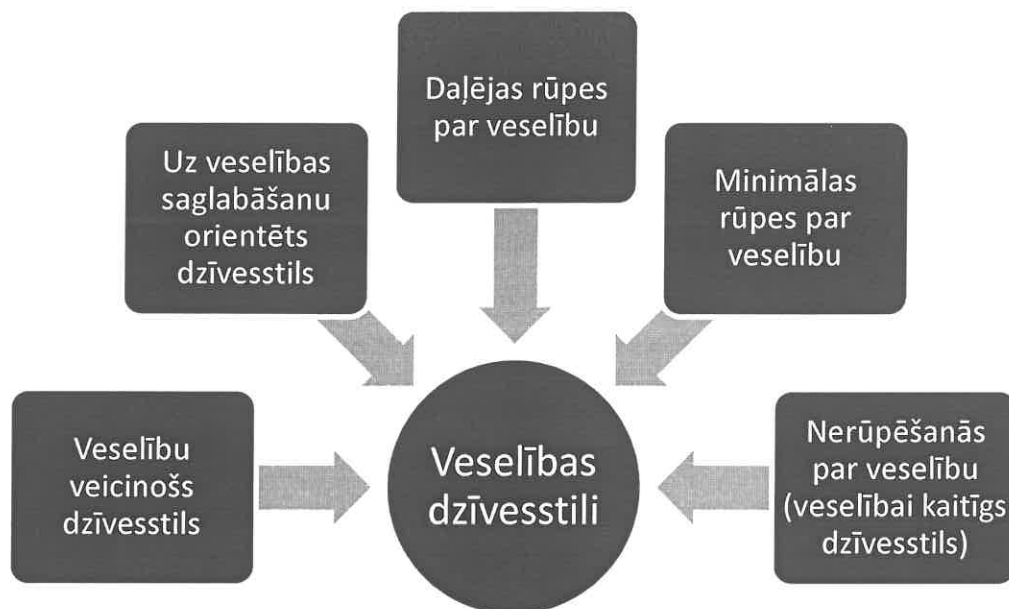 Daļējas rūpes
par veselību
Uz veselības
saglabāšanu
orientēts
dzīvesstils
Minimālas
rūpes par
veselību
Veselību
veicinošs
dzīvesstils
Veselības
dzīvesstili
Nerūpēšanās
par veselību
(veselībai kaitīgs
dzīvesstils)